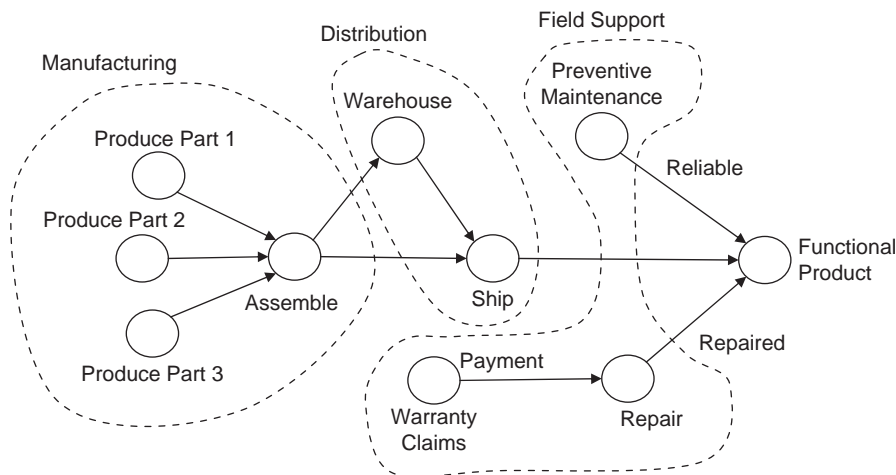 Field Support
Distribution
Manufacturing
Preventive
Maintenance
Warehouse
Produce Part 1
Reliable
Produce Part 2
Functional
Product
Assemble
Ship
Repaired
Produce Part 3
Payment
Warranty
Claims
Repair